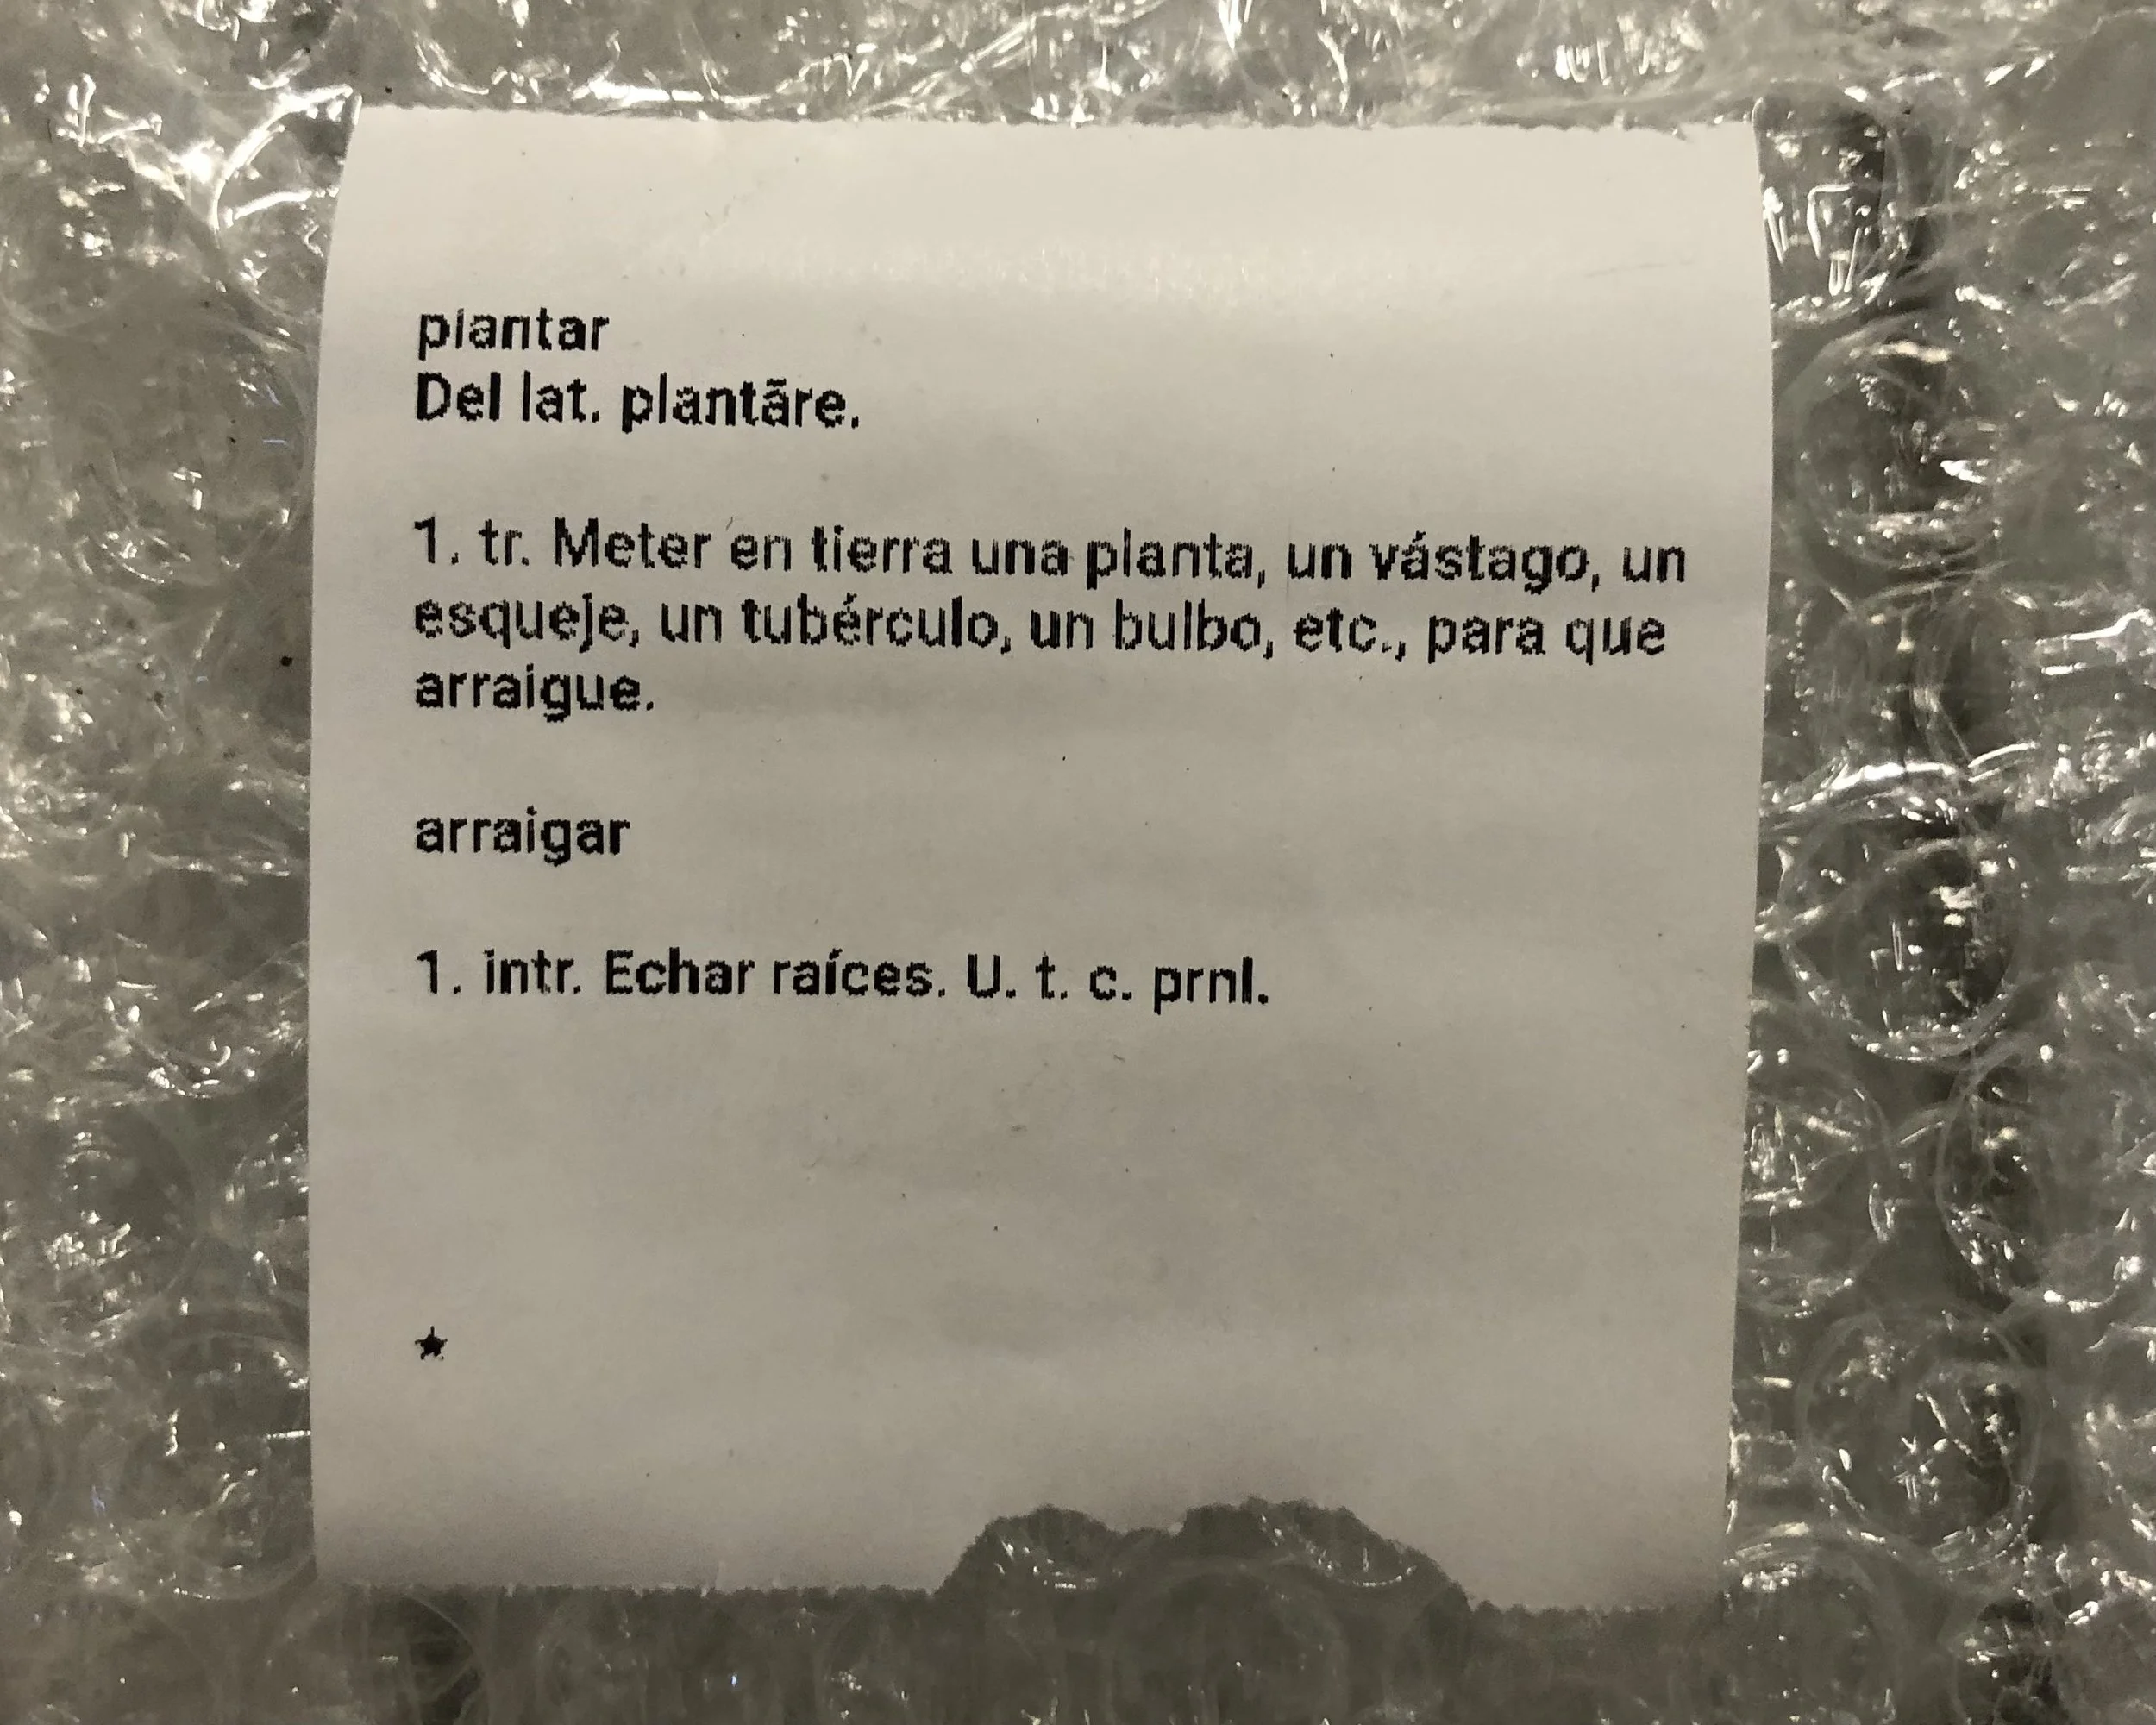 plantar
Del lat. plantāre.
1. tr. Meter en tierra una planta, un vástago, un
esqueje, un tubérculo, un bulbo, etc., para que
arraigue.
arraigar
1. intr. Echar raíces. U. t. c. prnl.
★